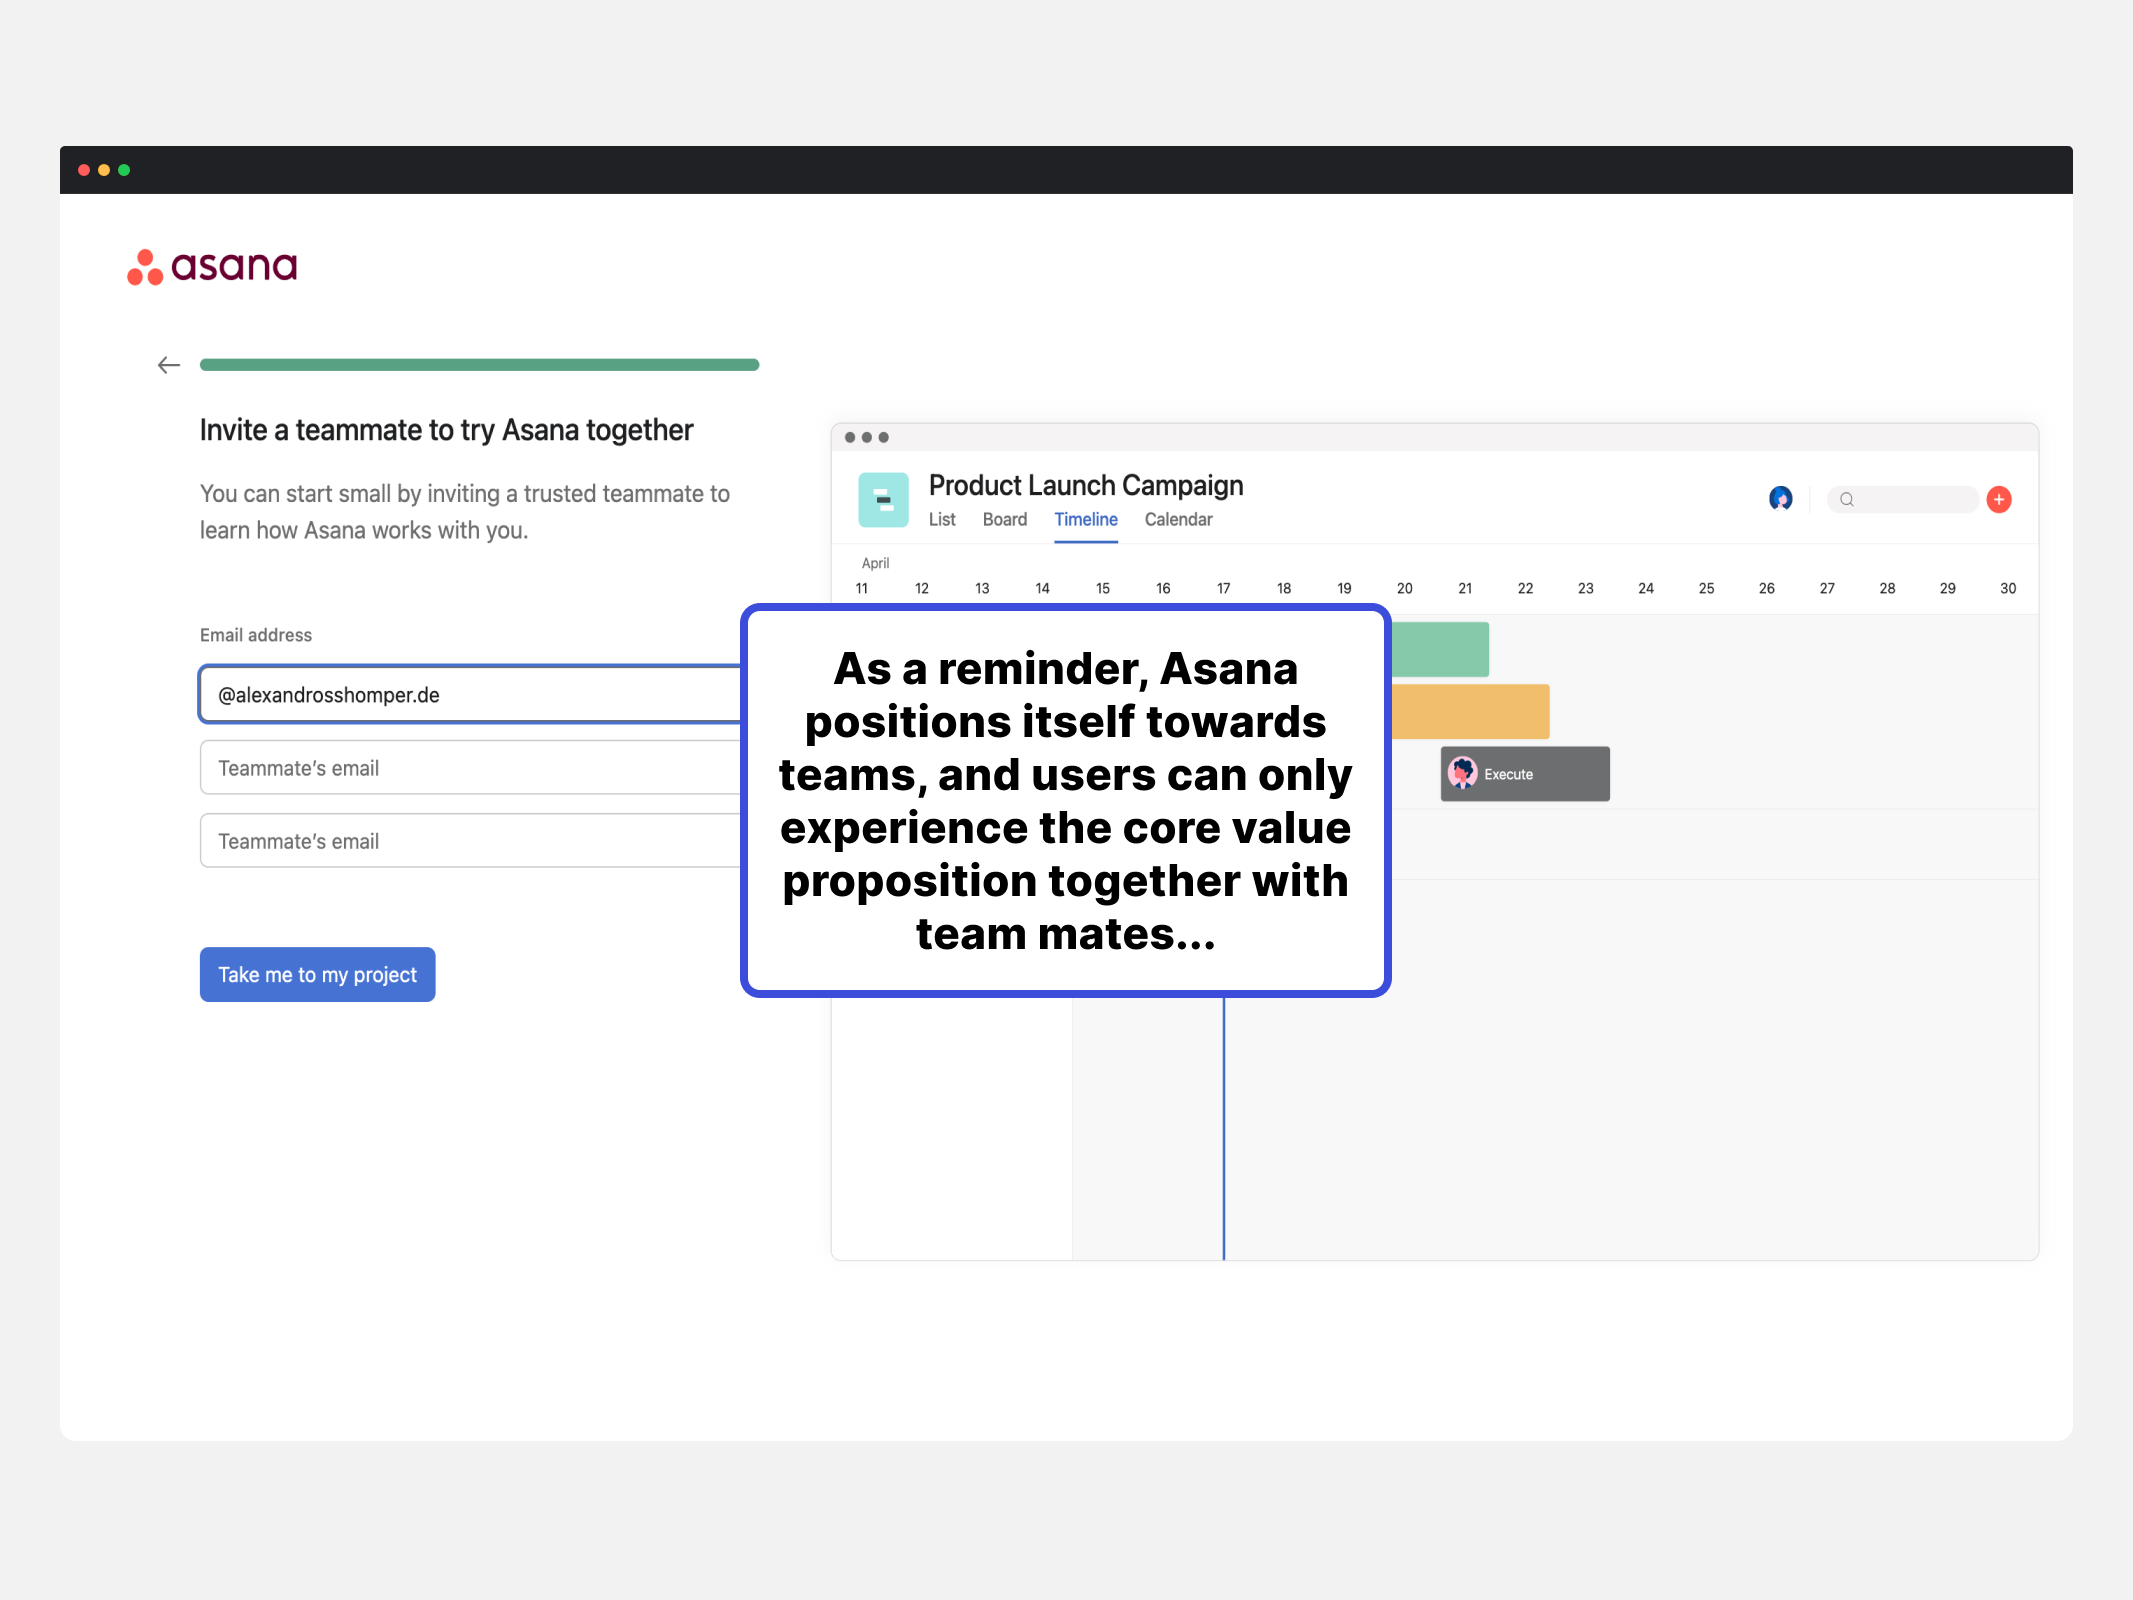 asana
Invite a teammate to try Asana together
You can start small by inviting a trusted teammate to
learn how Asana works with you.
Email address
@alexandrosshomper.de
Teammate’s email
Teammate’s email
Take me to my project
Product Launch Campaign
List Board Timeline Calendar
April
11 12 13 14 15 16 17 18 19 20 21 22 23 24 25 26 27 28 29 30
Execute
As a reminder, Asana
positions itself towards
teams, and users can only
experience the core value
proposition together with
team mates...